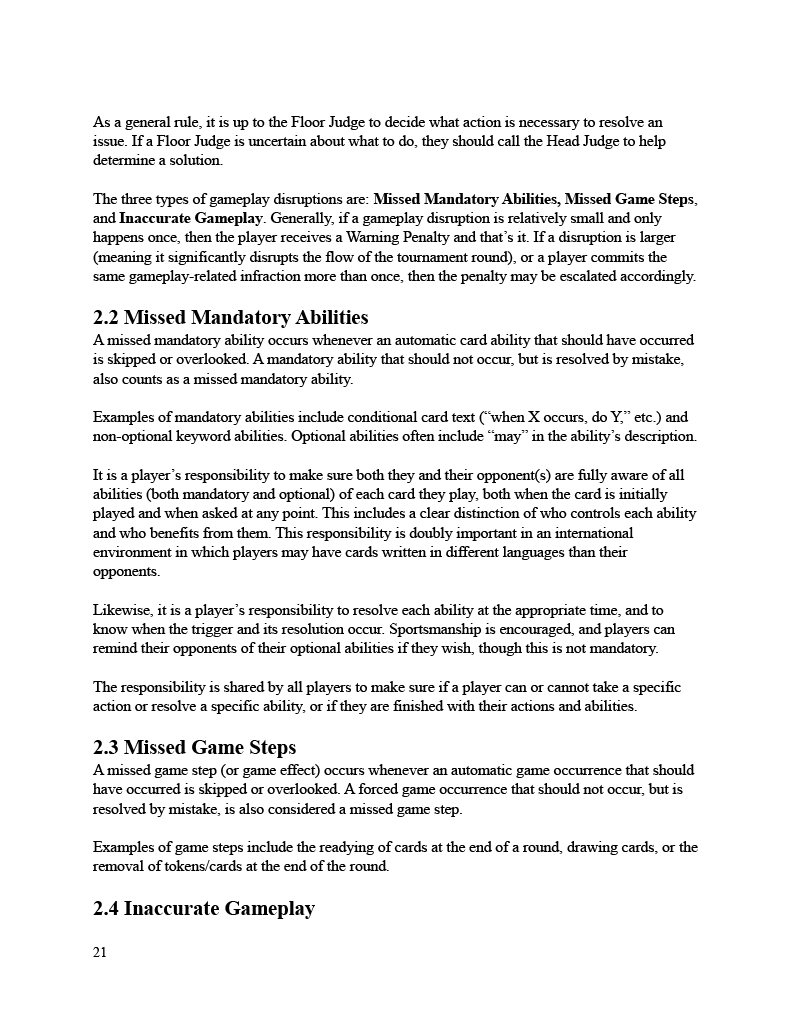 As a general rule, it is up to the Floor Judge to decide what action is necessary to resolve an
issue. If a Floor Judge is uncertain about what to do, they should call the Head Judge to help
determine a solution.
The three types of gameplay disruptions are: Missed Mandatory Abilities, Missed Game Steps,
and Inaccurate Gameplay. Generally, if a gameplay disruption is relatively small and only
happens once, then the player receives a Warning Penalty and that’s it. If a disruption is larger
(meaning it significantly disrupts the flow of the tournament round), or a player commits the
same gameplay-related infraction more than once, then the penalty may be escalated accordingly.
2.2 Missed Mandatory Abilities
A missed mandatory ability occurs whenever an automatic card ability that should have occurred
is skipped or overlooked. A mandatory ability that should not occur, but is resolved by mistake,
also counts as a missed mandatory ability.
Examples of mandatory abilities include conditional card text (“when X occurs, do Y,” etc.) and
non-optional keyword abilities. Optional abilities often include “may” in the ability’s description.
It is a player’s responsibility to make sure both they and their opponent(s) are fully aware of all
abilities (both mandatory and optional) of each card they play, both when the card is initially
played and when asked at any point. This includes a clear distinction of who controls each ability
and who benefits from them. This responsibility is doubly important in an international
environment in which players may have cards written in different languages than their
opponents.
Likewise, it is a player’s responsibility to resolve each ability at the appropriate time, and to
know when the trigger and its resolution occur. Sportsmanship is encouraged, and players can
remind their opponents of their optional abilities if they wish, though this is not mandatory.
The responsibility is shared by all players to make sure if a player can or cannot take a specific
action or resolve a specific ability, or if they are finished with their actions and abilities.
2.3 Missed Game Steps
A missed game step (or game effect) occurs whenever an automatic game occurrence that should
have occurred is skipped or overlooked. A forced game occurrence that should not occur, but is
resolved by mistake, is also considered a missed game step.
Examples of game steps include the readying of cards at the end of a round, drawing cards, or the
removal of tokens/cards at the end of the round.
2.4 Inaccurate Gameplay
21